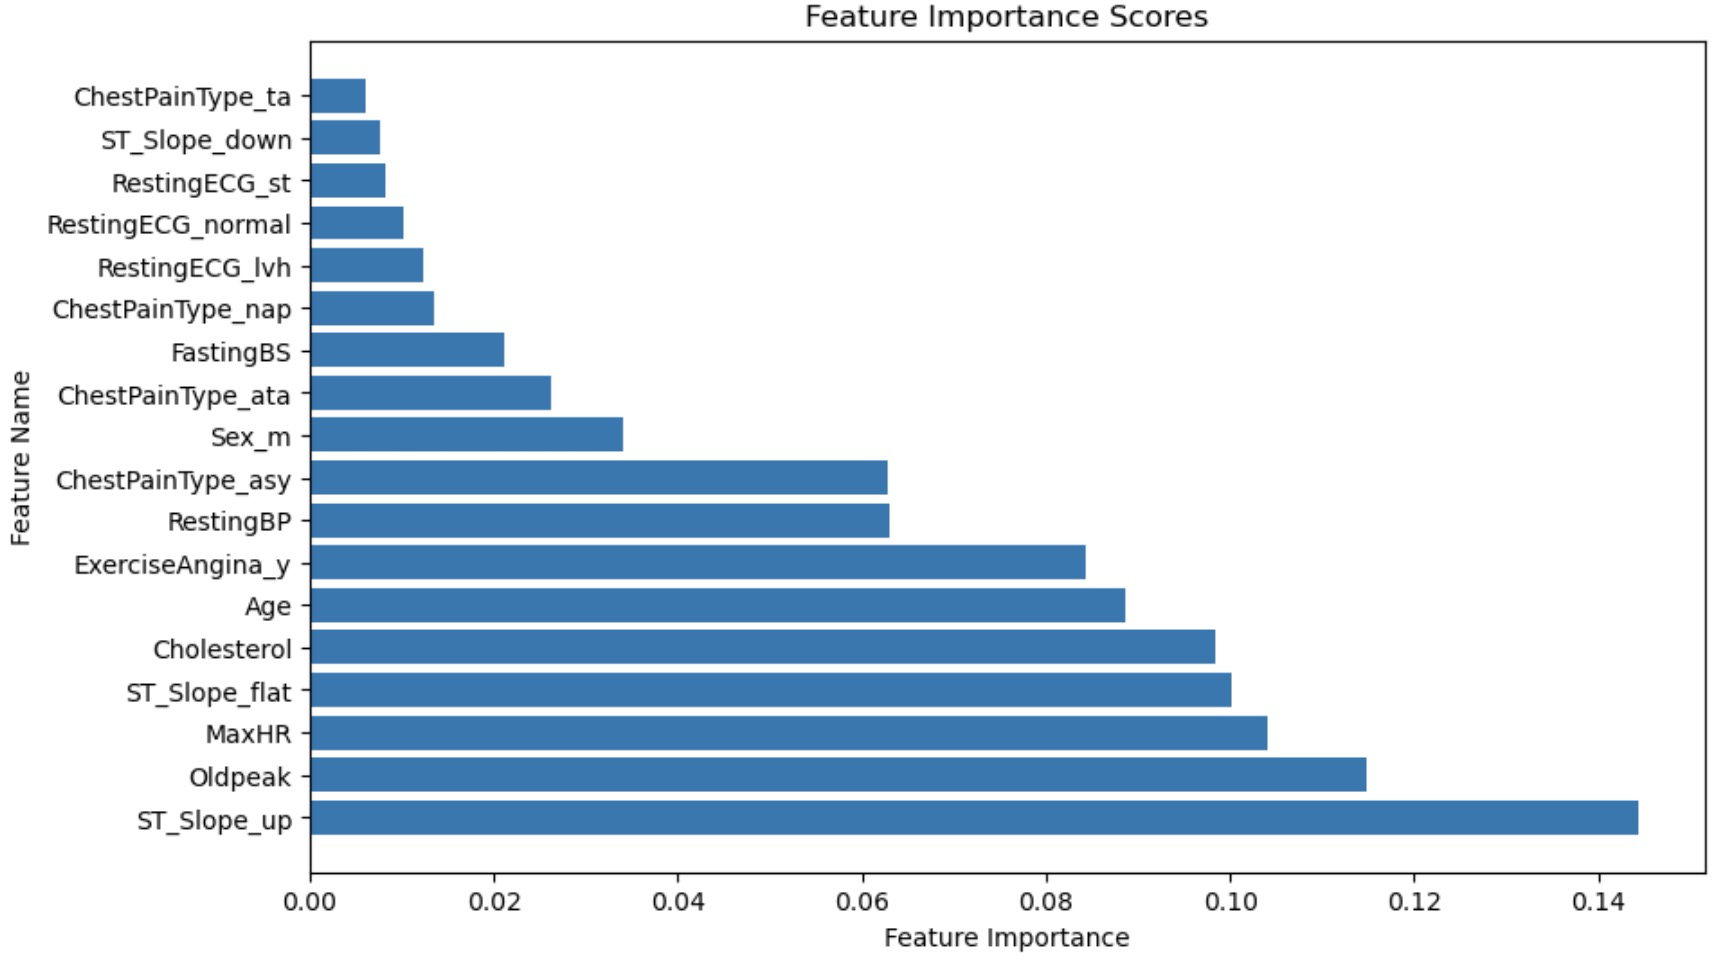 Feature Importance Scores
ChestPainType_ta
ST_Slope_down
RestingECG_st
RestingECG_normal
RestingECG_lvh
ChestPainType_nap
FastingBS
ChestPainType_ata
Sex_m
ChestPainType_asy
RestingBP
ExerciseAngina_y
Age
Cholesterol
ST_Slope_flat
MaxHR
Oldpeak
ST_Slope_up
Feature Name
0.00 0.02 0.04 0.06 0.08 0.10 0.12 0.14
Feature Importance